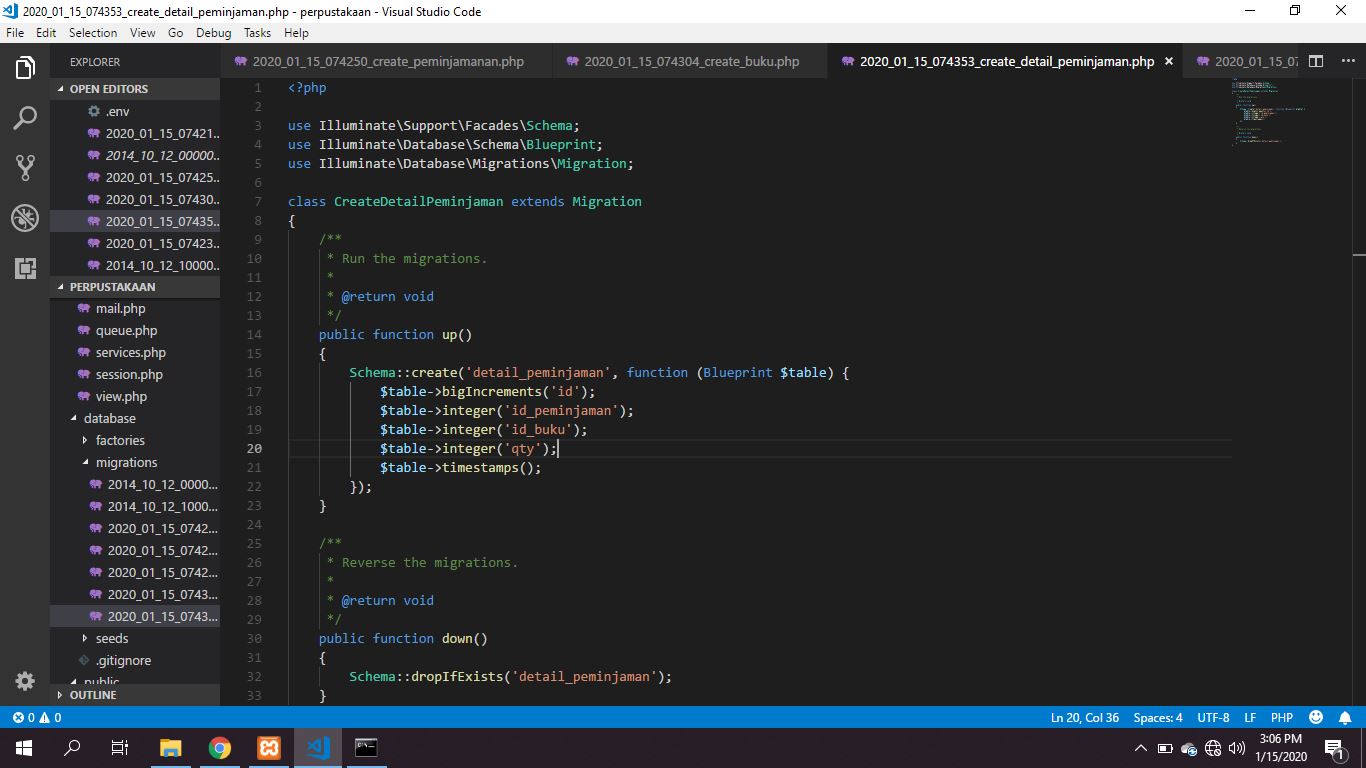 2020_01_15_074353_create_detail_peminjaman.php - perpustakaan - Visual Studio Code
File Edit Selection View Go Debug Tasks Help
EXPLORER
OPEN EDITORS
.env
2020_01_15_07421...
2014_10_12_00000...
2020_01_15_07425...
2020_01_15_07430...
2020_01_15_07435...
2020_01_15_07423...
2014_10_12_10000...
PERPUSTAKAAN
mail.php
queue.php
services.php
session.php
view.php
database
factories
migrations
2014_10_12_0000...
2014_10_12_1000...
2020_01_15_0742...
2020_01_15_0742...
2020_01_15_0742...
2020_01_15_0743...
2020_01_15_0743...
seeds
.gitignore
public
OUTLINE
2020_01_15_074250_create_peminjamanan.php 2020_01_15_074304_create_buku.php 2020_01_15_074353_create_detail_peminjaman.php 2020_01_15_07
1 <?php
2
3 use Illuminate\Support\Facades\Schema;
4 use Illuminate\Database\Schema\Blueprint;
5 use Illuminate\Database\Migrations\Migration;
6
7 class CreateDetailPeminjaman extends Migration
8 {
9 /**
10 * Run the migrations.
11 *
12 * @return void
13 */
14 public function up()
15 {
16 Schema::create('detail_peminjaman', function (Blueprint $table) {
17 $table->bigIncrements('id');
18 $table->integer('id_peminjaman');
19 $table->integer('id_buku');
20 $table->integer('qty');
21 $table->timestamps();
22 });
23 }
24
25 /**
26 * Reverse the migrations.
27 *
28 * @return void
29 */
30 public function down()
31 {
32 Schema::dropIfExists('detail_peminjaman');
33 }
0 0 Ln 20, Col 36 Spaces: 4 UTF-8 LF PHP
3:06 PM
1/15/2020
1